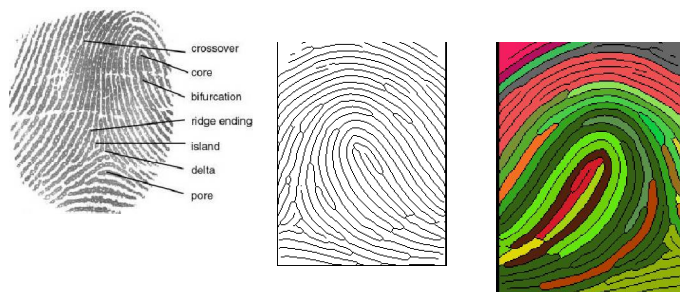 crossover
core
bifurcation
ridge ending
island
delta
pore